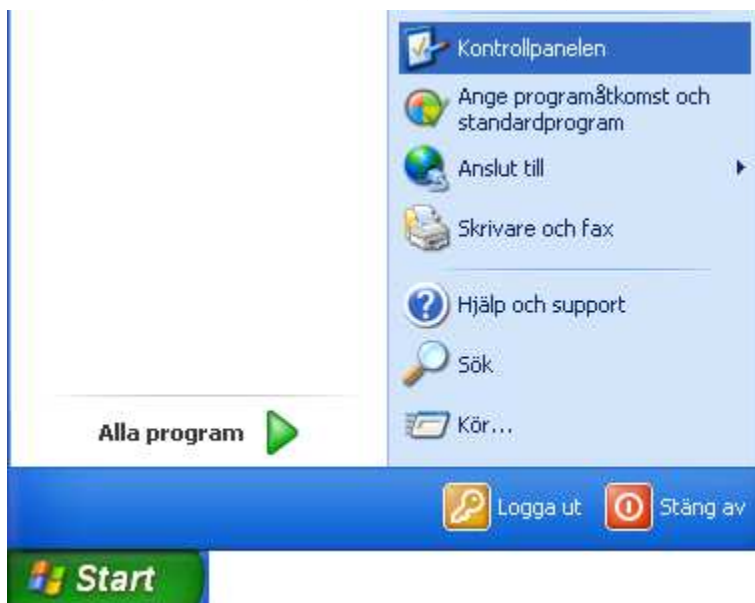 Kontrollpanelen
Ange programåtkomst och
standardprogram
Anslut till
Skrivare och fax
Hjälp och support
Sök
Kör...
Alla program
Logga ut
Stäng av
Start